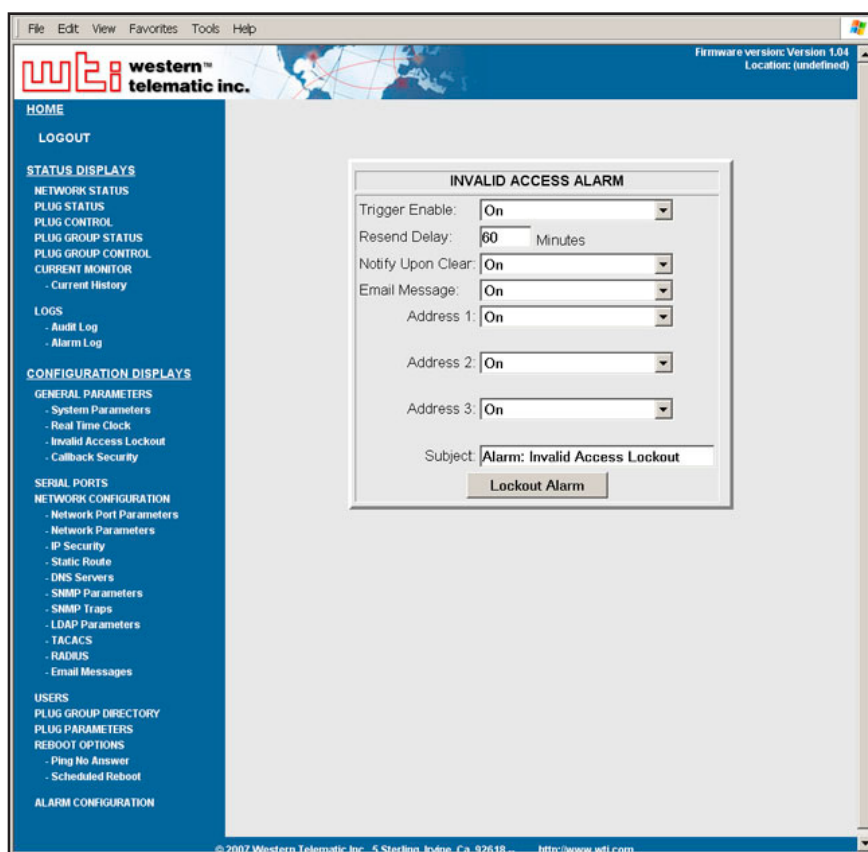 File Edit View Favorites Tools Help
wti western™
telematic inc.
Firmware version: Version 1.04
Location: (undefined)
HOME
LOGOUT
STATUS DISPLAYS
NETWORK STATUS
PLUG STATUS
PLUG CONTROL
PLUG GROUP STATUS
PLUG GROUP CONTROL
CURRENT MONITOR
- Current History
LOGS
- Audit Log
- Alarm Log
CONFIGURATION DISPLAYS
GENERAL PARAMETERS
- System Parameters
- Real Time Clock
- Invalid Access Lockout
- Callback Security
SERIAL PORTS
NETWORK CONFIGURATION
- Network Port Parameters
- Network Parameters
- IP Security
- Static Route
- DNS Servers
- SNMP Parameters
- SNMP Traps
- LDAP Parameters
- TACACS
- RADIUS
- Email Messages
USERS
PLUG GROUP DIRECTORY
PLUG PARAMETERS
REBOOT OPTIONS
- Ping No Answer
- Scheduled Reboot
ALARM CONFIGURATION
INVALID ACCESS ALARM
Trigger Enable: On
Resend Delay: 60 Minutes
Notify Upon Clear: On
Email Message: On
Address 1: On
Address 2: On
Address 3: On
Subject: Alarm: Invalid Access Lockout
Lockout Alarm
© 2007 Western Telematic Inc., 5 Sterling, Irvine, Ca. 92618 -- http://www.wti.com